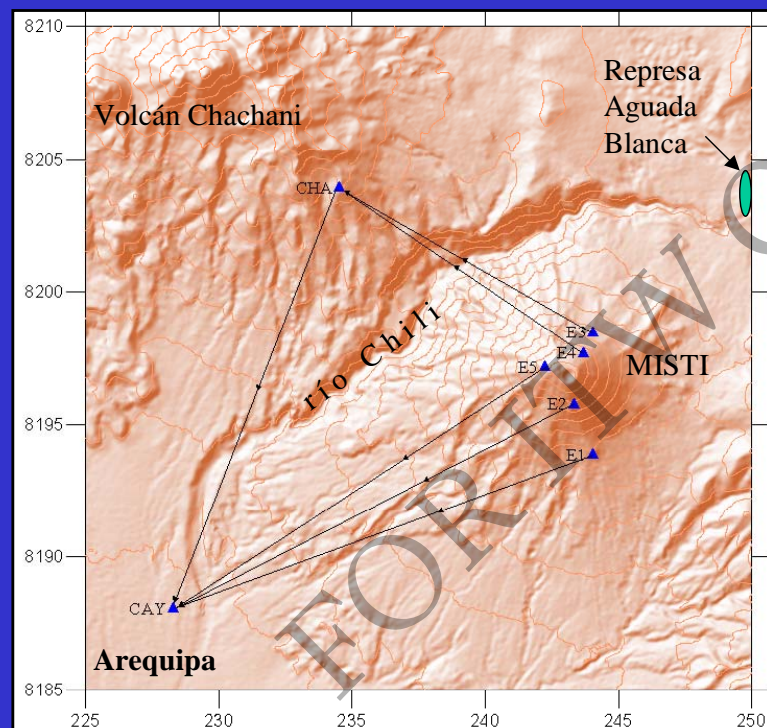 8210
Represa
Aguada
Blanca
Volcán Chachani
8205
CHA
8200
río Chili
E3
E4
MISTI
E5
E2
8195
E1
8190
CAY
Arequipa
8185
225
230
235
240
245
250